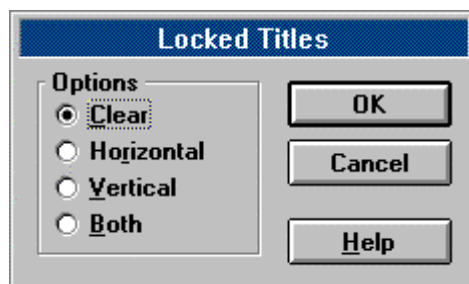 Locked Titles
Options
Clear
Horizontal
Vertical
Both
OK
Cancel
Help